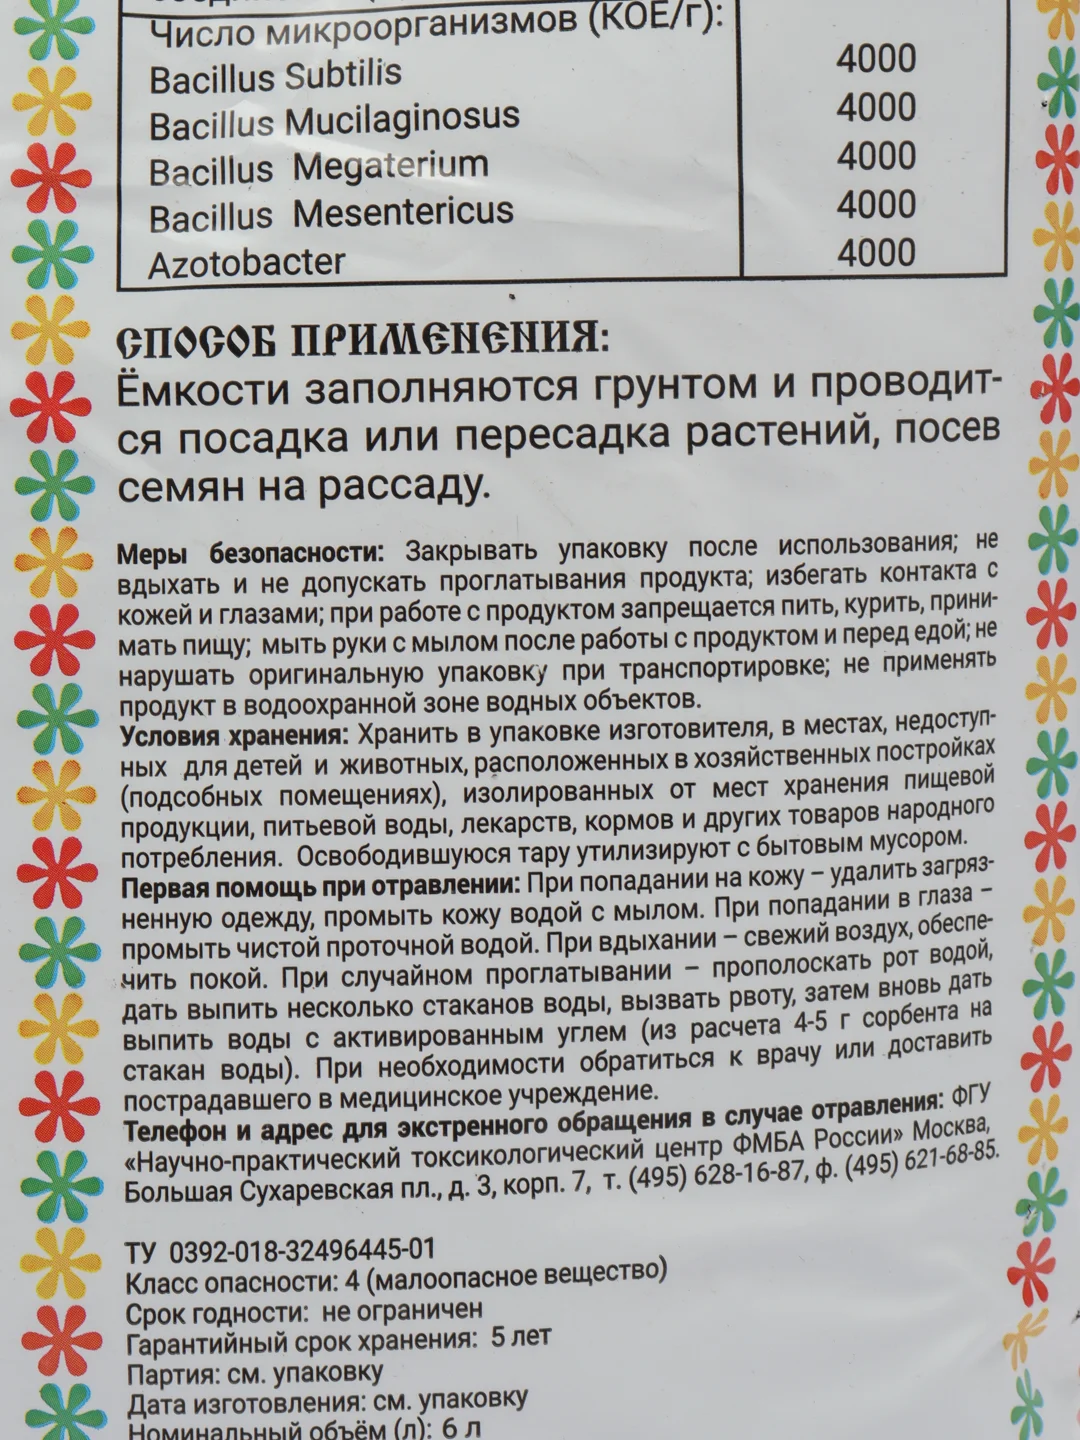 Число микроорганизмов (КОЕ/г):
Bacillus Subtilis 4000
Bacillus Mucilaginosus 4000
Bacillus Megaterium 4000
Bacillus Mesentericus 4000
Azotobacter 4000
СПОСОБ ПРИМЕНЕНИЯ:
Ёмкости заполняются грунтом и проводит-
ся посадка или пересадка растений, посев
семян на рассаду.
Меры безопасности: Закрывать упаковку после использования; не
вдыхать и не допускать проглатывания продукта; избегать контакта с
кожей и глазами; при работе с продуктом запрещается пить, курить, прини-
мать пищу; мыть руки с мылом после работы с продуктом и перед едой; не
нарушать оригинальную упаковку при транспортировке; не применять
продукт в водоохранной зоне водных объектов.
Условия хранения: Хранить в упаковке изготовителя, в местах, недоступ-
ных для детей и животных, расположенных в хозяйственных постройках
(подсобных помещениях), изолированных от мест хранения пищевой
продукции, питьевой воды, лекарств, кормов и других товаров народного
потребления. Освободившуюся тару утилизируют с бытовым мусором.
Первая помощь при отравлении: При попадании на кожу – удалить загряз-
ненную одежду, промыть кожу водой с мылом. При попадании в глаза –
промыть чистой проточной водой. При вдыхании – свежий воздух, обеспе-
чить покой. При случайном проглатывании – прополоскать рот водой,
дать выпить несколько стаканов воды, вызвать рвоту, затем вновь дать
выпить воды с активированным углем (из расчета 4-5 г сорбента на
стакан воды). При необходимости обратиться к врачу или доставить
пострадавшего в медицинское учреждение.
Телефон и адрес для экстренного обращения в случае отравления: ФГУ
«Научно-практический токсикологический центр ФМБА России» Москва,
Большая Сухаревская пл., д. 3, корп. 7, т. (495) 628-16-87, ф. (495) 621-68-85.
ТУ 0392-018-32496445-01
Класс опасности: 4 (малоопасное вещество)
Срок годности: не ограничен
Гарантийный срок хранения: 5 лет
Партия: см. упаковку
Дата изготовления: см. упаковку
Номинальный объём (л): 6 л